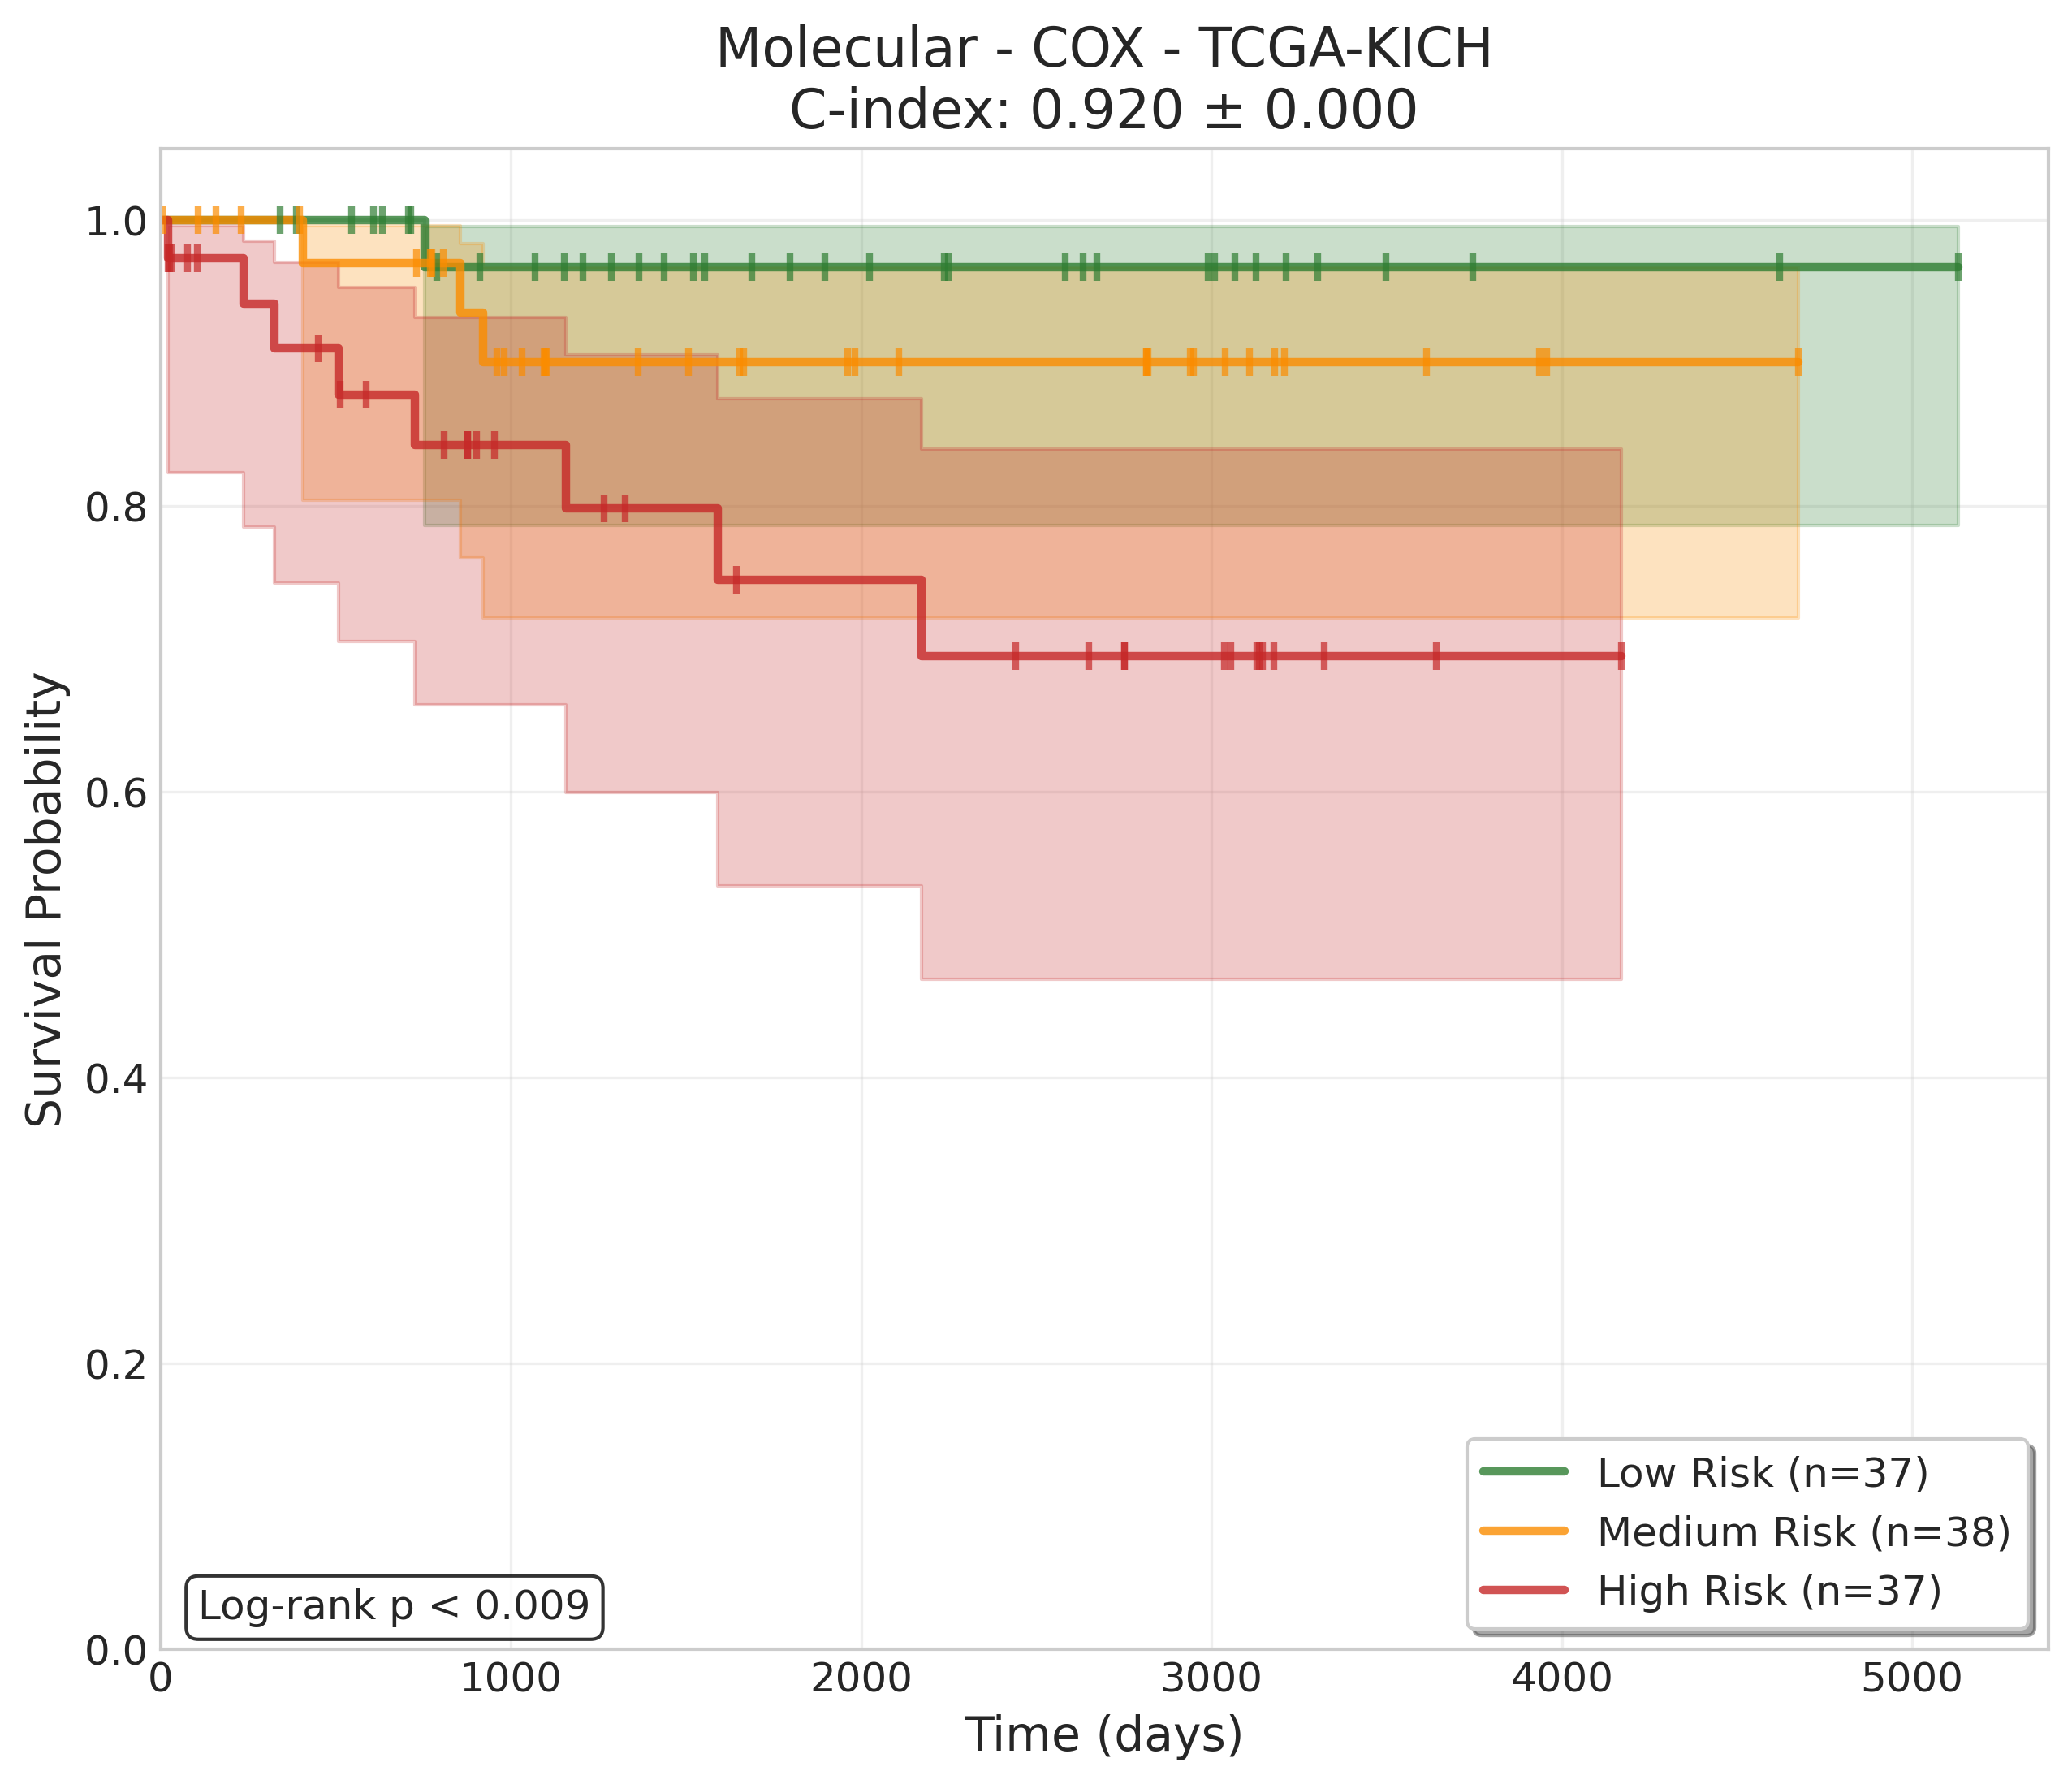 Molecular - COX - TCGA-KICH
C-index: 0.920 ± 0.000
Survival Probability
1.0
0.8
0.6
0.4
0.2
0.0
Low Risk (n=37)
Medium Risk (n=38)
High Risk (n=37)
Log-rank p < 0.009
0 1000 2000 3000 4000 5000
Time (days)